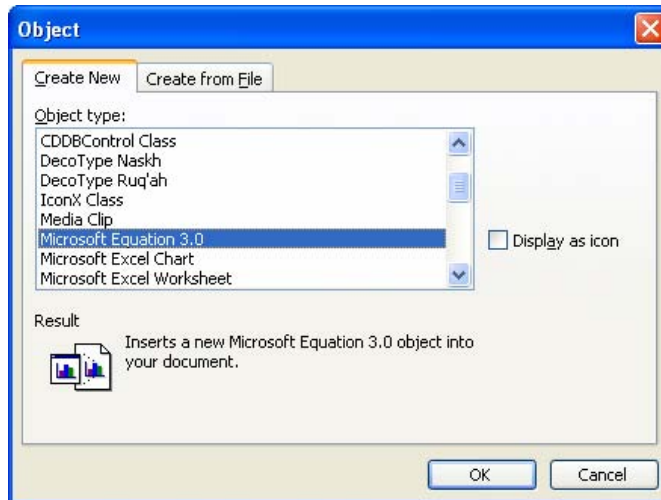 Object
Create New
Create from File
Object type:
CDDBControl Class
DecoType Naskh
DecoType Ruq'ah
IconX Class
Media Clip
Microsoft Equation 3.0
Microsoft Excel Chart
Microsoft Excel Worksheet
Display as icon
Result
Inserts a new Microsoft Equation 3.0 object into
your document.
OK
Cancel